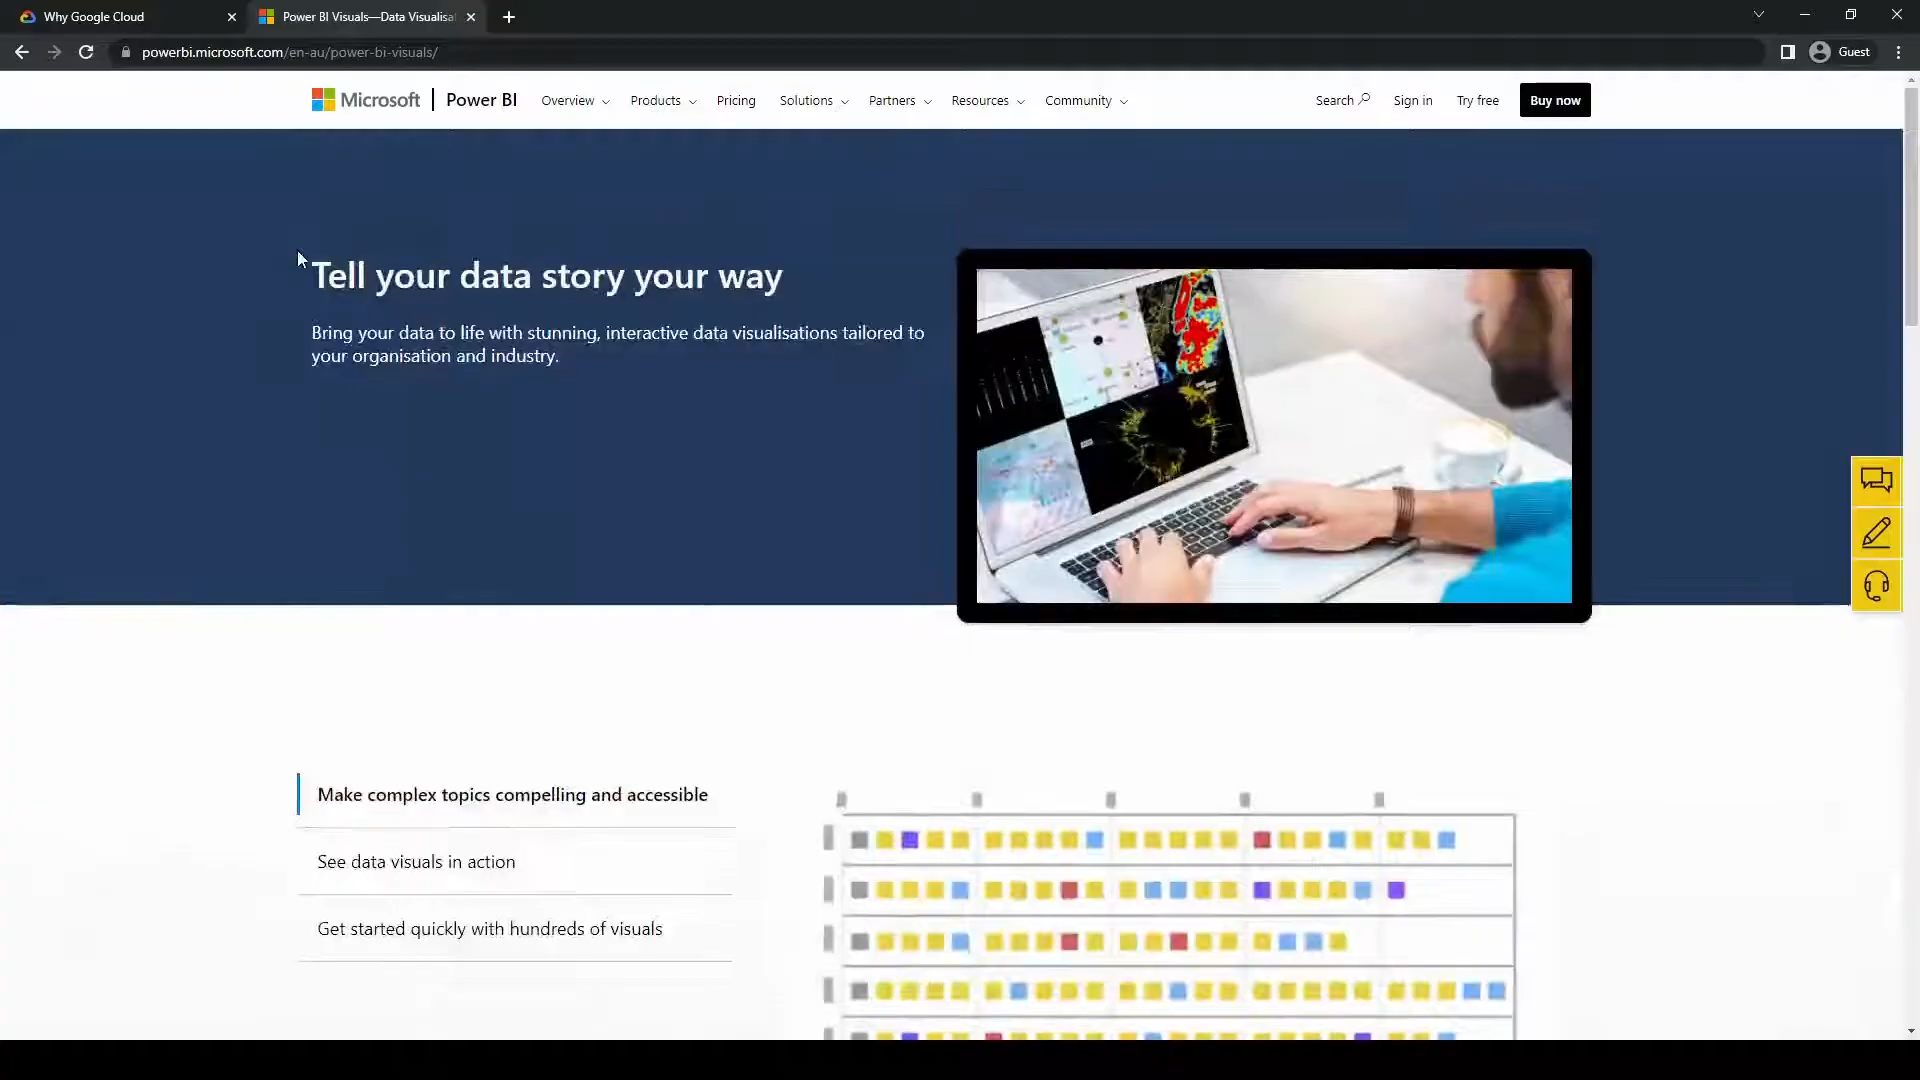 Why Google Cloud
Power BI Visuals—Data Visualisa
powerbi.microsoft.com/en-au/power-bi-visuals/
Guest
Microsoft
Power BI
Overview
Products
Pricing
Solutions
Partners
Resources
Community
Search
Sign in
Try free
Buy now
Tell your data story your way
Bring your data to life with stunning, interactive data visualisations tailored to
your organisation and industry.
Make complex topics compelling and accessible
See data visuals in action
Get started quickly with hundreds of visuals